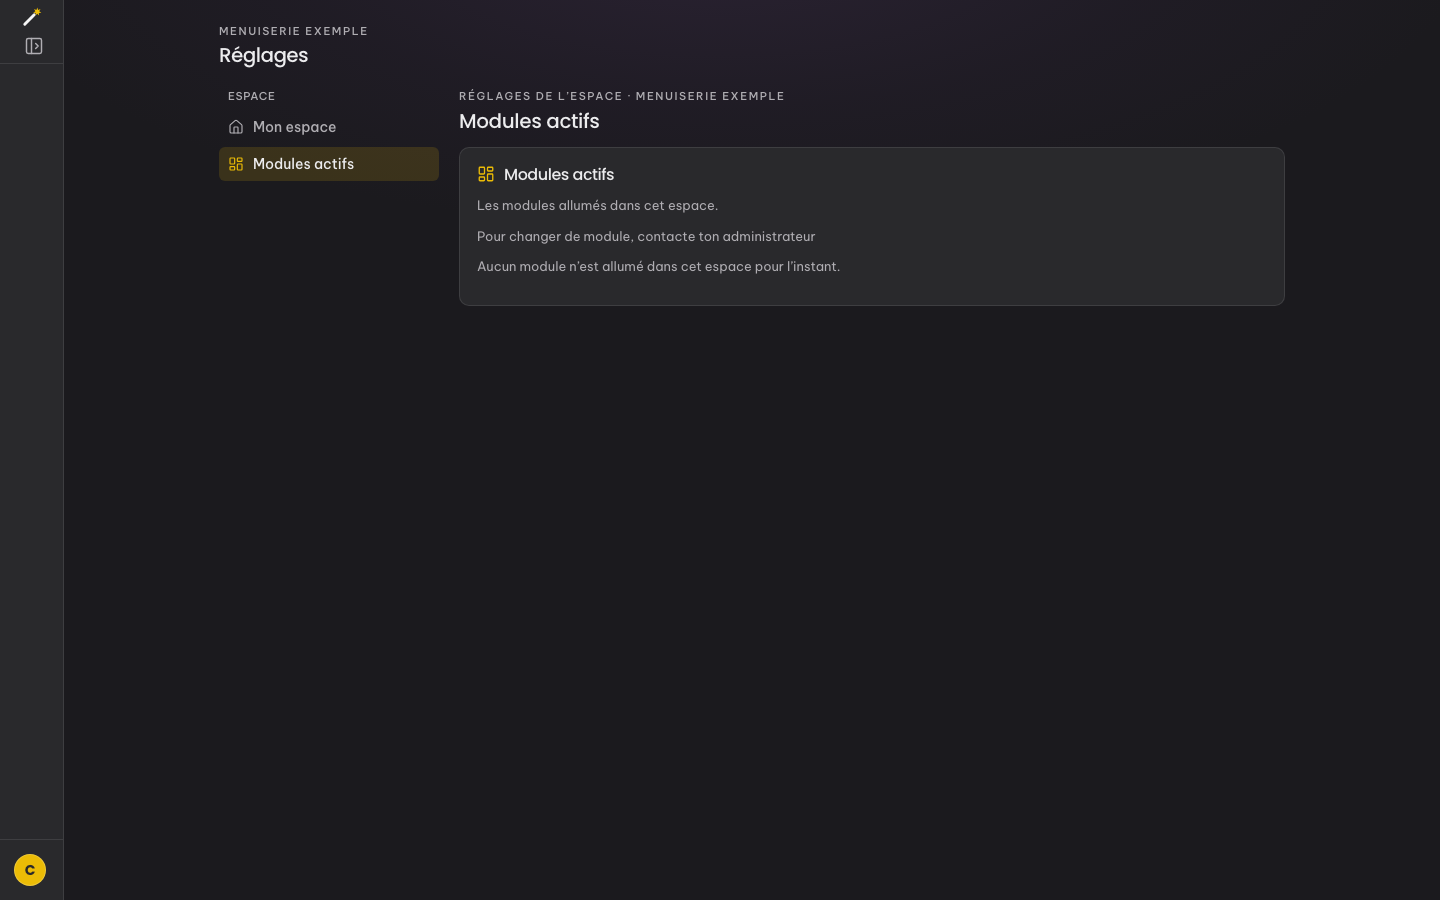 MENUISERIE EXEMPLE
Réglages
ESPACE
Mon espace
Modules actifs
RÉGLAGES DE L'ESPACE · MENUISERIE EXEMPLE
Modules actifs
Modules actifs
Les modules allumés dans cet espace.
Pour changer de module, contacte ton administrateur
Aucun module n'est allumé dans cet espace pour l'instant.
C